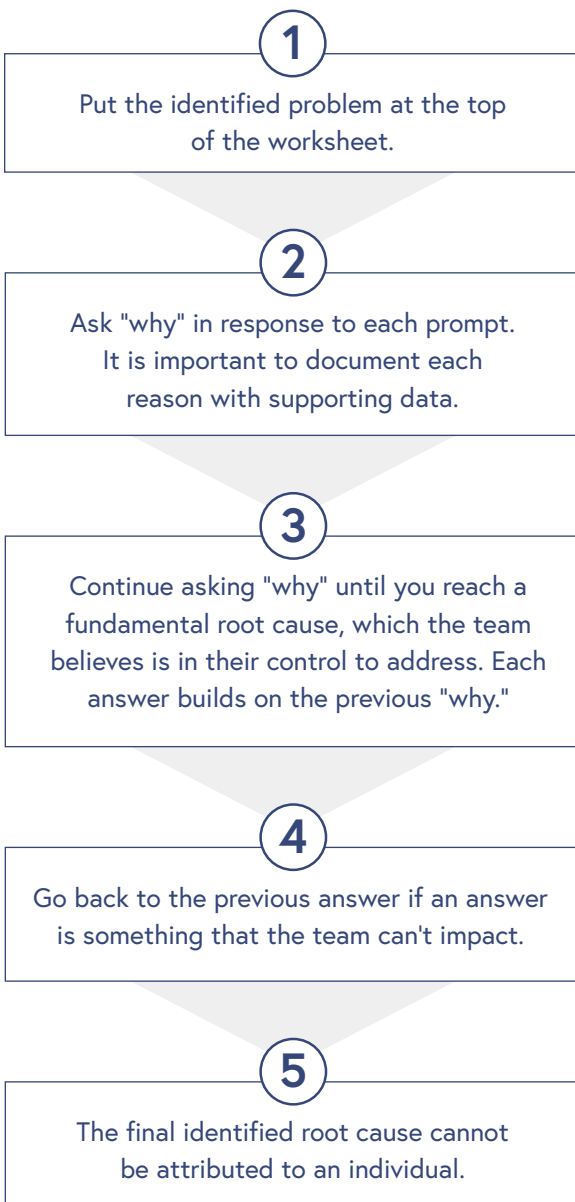 1
Put the identified problem at the top
of the worksheet.
2
Ask "why" in response to each prompt.
It is important to document each
reason with supporting data.
3
Continue asking "why" until you reach a
fundamental root cause, which the team
believes is in their control to address. Each
answer builds on the previous "why."
4
Go back to the previous answer if an answer
is something that the team can't impact.
5
The final identified root cause cannot
be attributed to an individual.